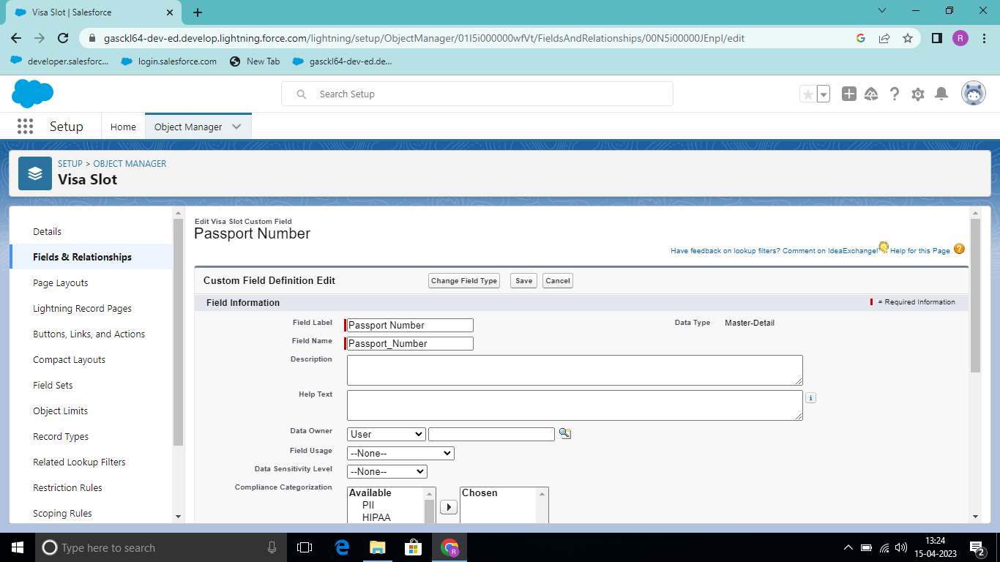 Visa Slot | Salesforce
gasckl64-dev-ed.develop.lightning.force.com/lightning/setup/ObjectManager/01I5i000000wfVt/FieldsAndRelationships/00N5i00000JEnpI/edit
R
developer.salesforc...
login.salesforce.com
New Tab
gasckl64-dev-ed.de...
Search Setup
Setup
Home
Object Manager
SETUP > OBJECT MANAGER
Visa Slot
Details
Fields & Relationships
Page Layouts
Lightning Record Pages
Buttons, Links, and Actions
Compact Layouts
Field Sets
Object Limits
Record Types
Related Lookup Filters
Restriction Rules
Scoping Rules
Edit Visa Slot Custom Field
Passport Number
Have feedback on lookup filters? Comment on IdeaExchange! Help for this Page ?
Custom Field Definition Edit Change Field Type Save Cancel
Field Information = Required Information
Field Label Passport Number Data Type Master-Detail
Field Name Passport_Number
Description
Help Text i
Data Owner User
Field Usage --None--
Data Sensitivity Level --None--
Compliance Categorization
Available
PII
HIPAA
Chosen
Type here to search
R
13:24
15-04-2023
2